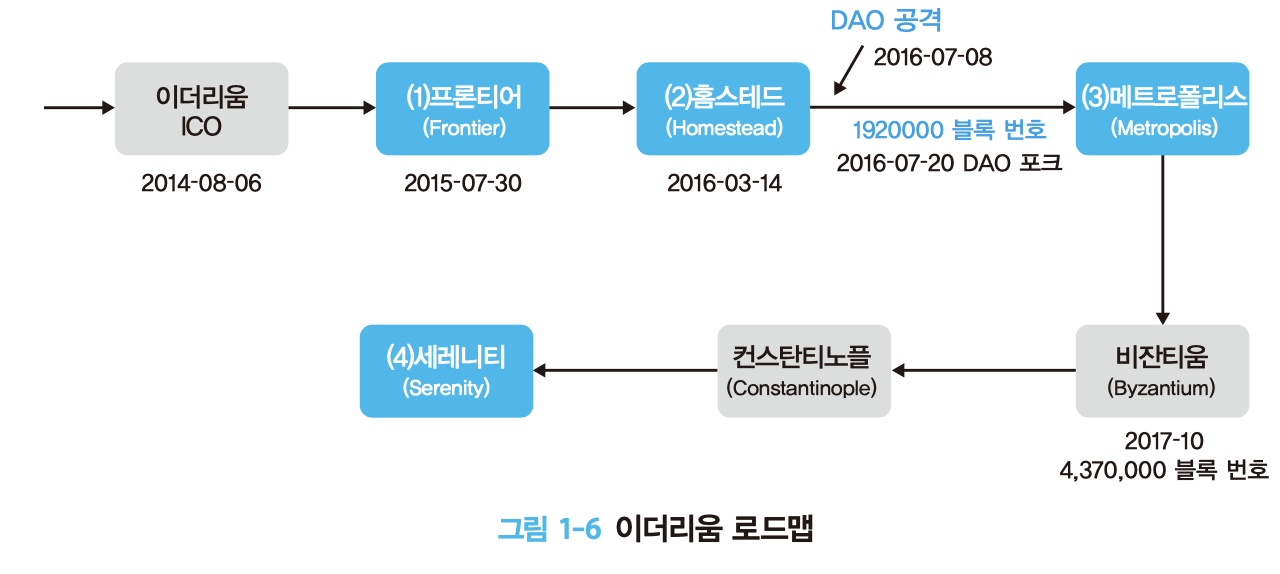 DAO 공격
2016-07-08
이더리움
ICO
2014-08-06
(1)프론티어
(Frontier)
2015-07-30
(2)홈스테드
(Homestead)
2016-03-14
1920000 블록 번호
2016-07-20 DAO 포크
(3)메트로폴리스
(Metropolis)
(4)세레니티
(Serenity)
컨스탄티노플
(Constantinople)
비잔티움
(Byzantium)
2017-10
4,370,000 블록 번호
그림 1-6 이더리움 로드맵